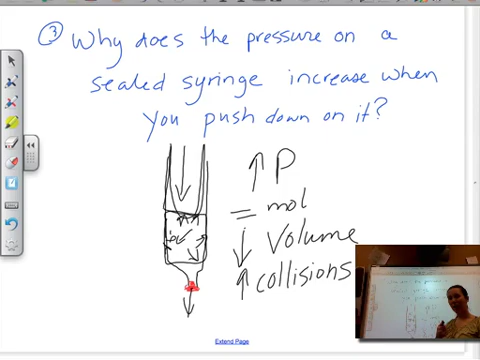 ③ Why does the pressure on a
sealed syringe increase when
you push down on it?
↑ P
= mol
↓ Volume
↑ collisions
Extend Page